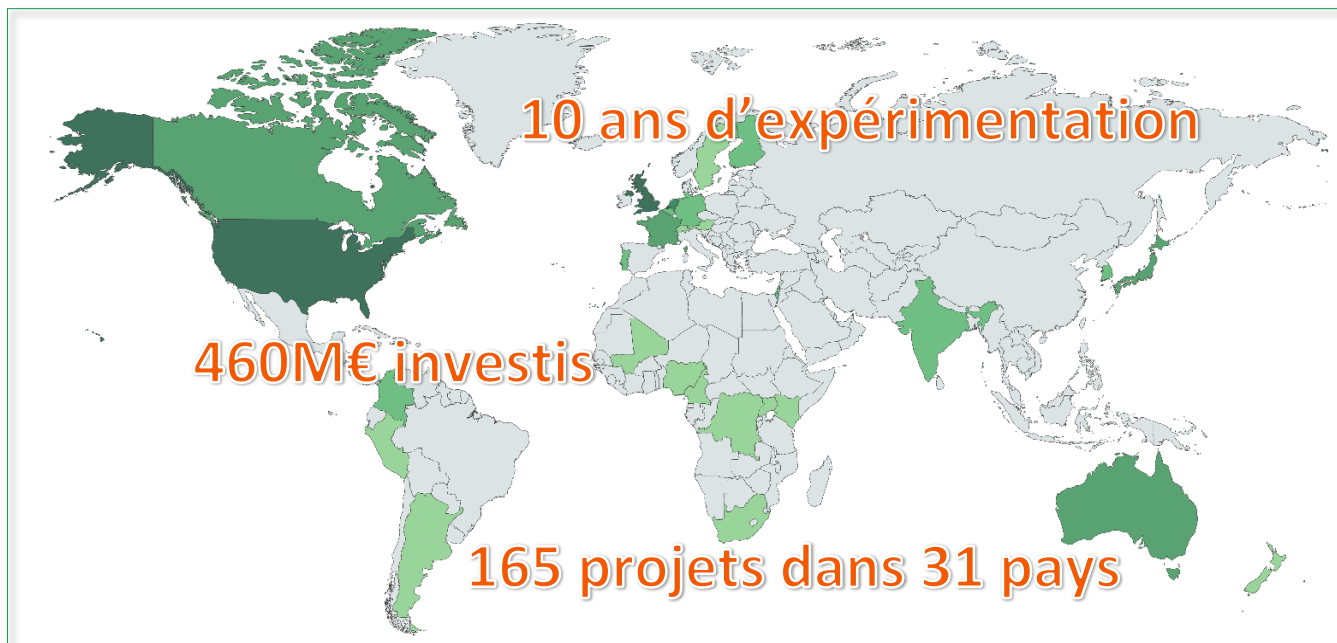 10 ans d’expérimentation
460M€ investis
165 projets dans 31 pays